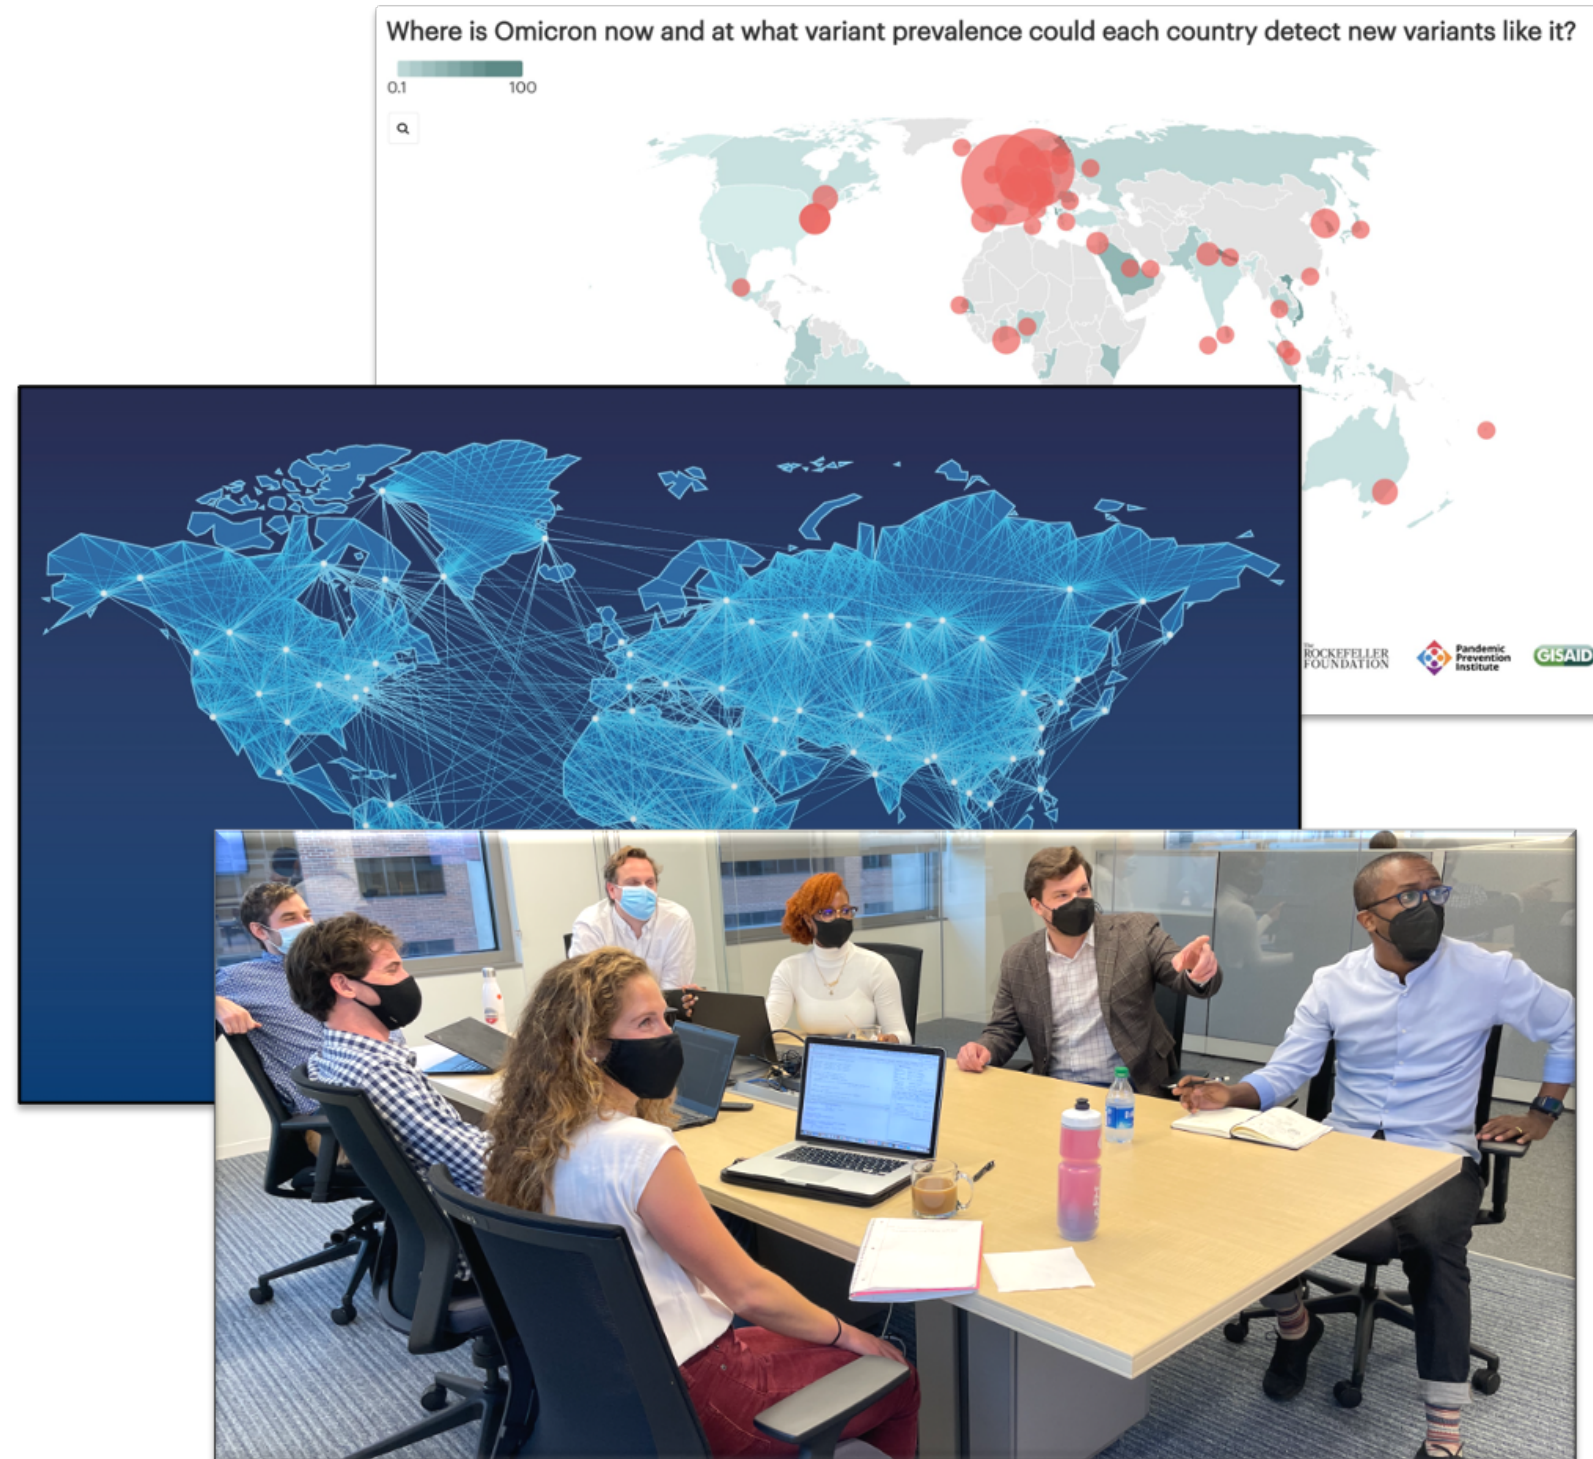 Where is Omicron now and at what variant prevalence could each country detect new variants like it?
0.1
100
The
ROCKEFELLER
FOUNDATION
Pandemic
Prevention
Institute
GISAID